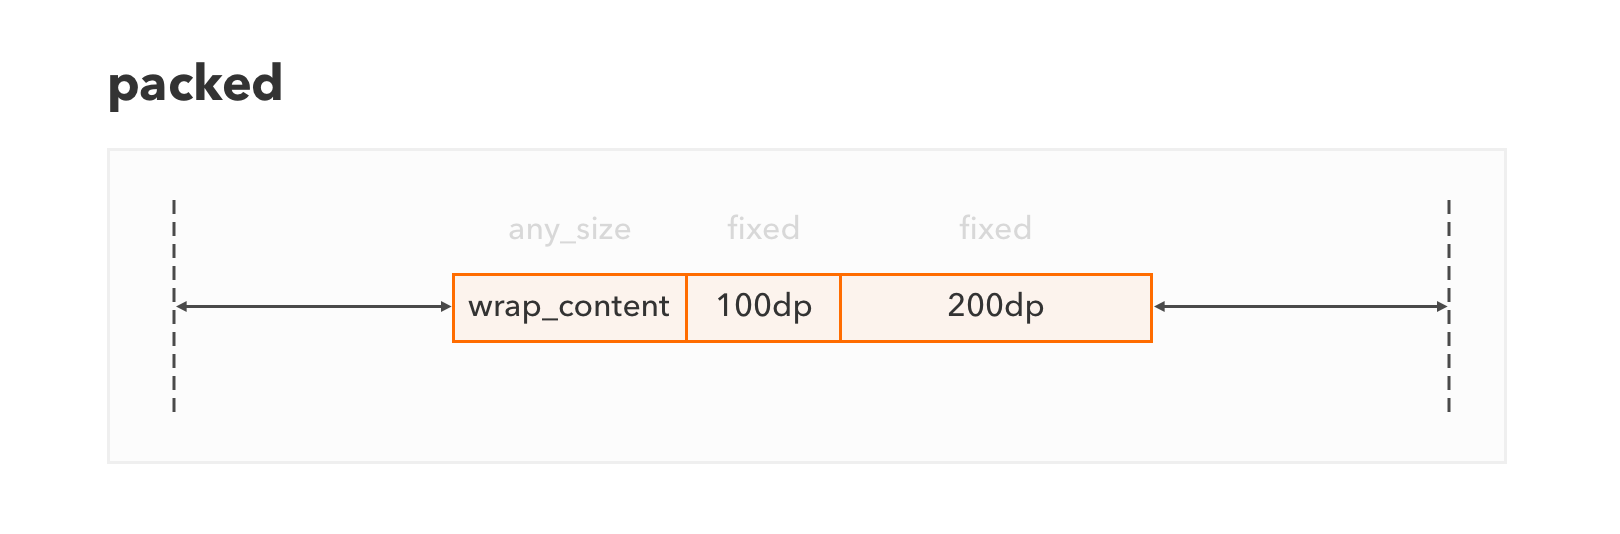 packed
any_size fixed fixed
wrap_content 100dp 200dp